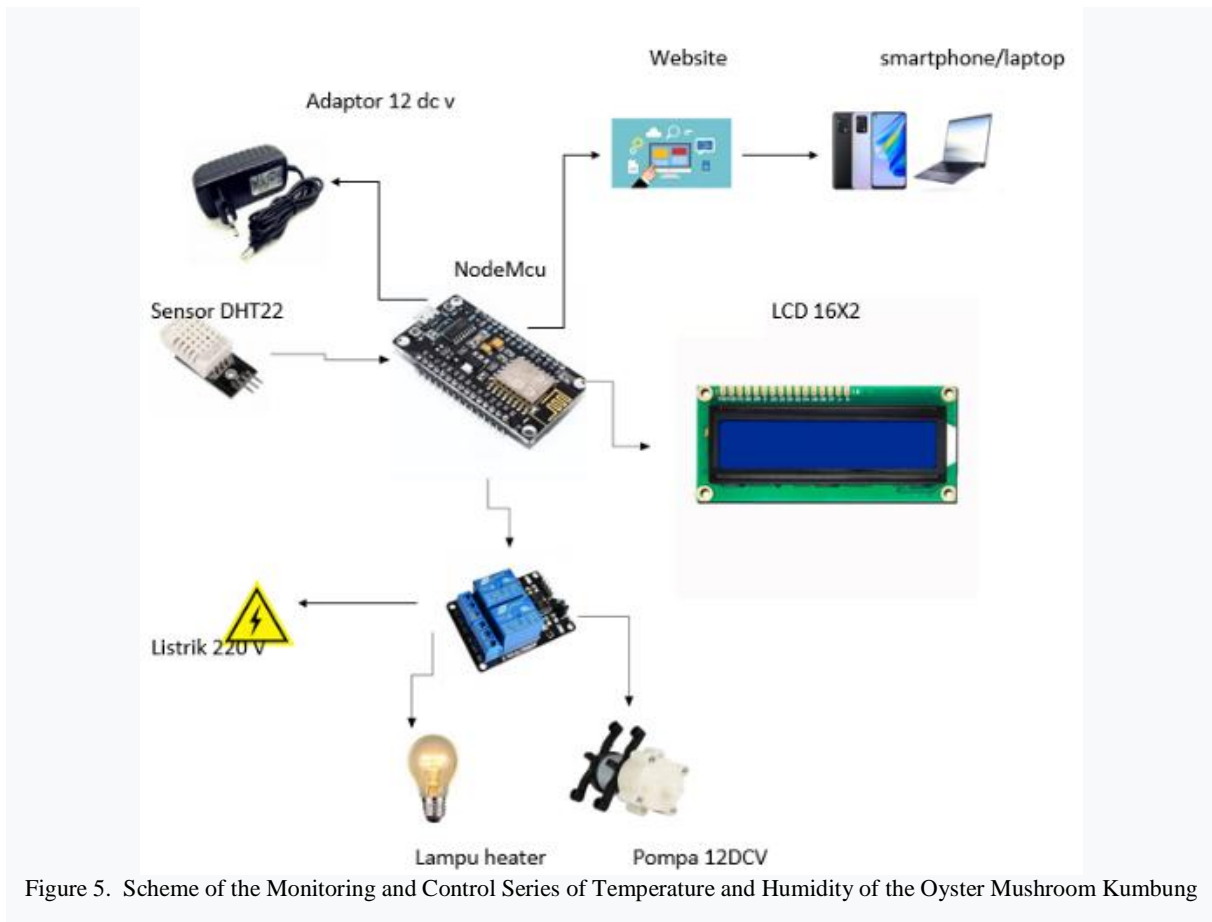 Website
smartphone/laptop
Adaptor 12 dc v
NodeMcu
Sensor DHT22
LCD 16X2
Listrik 220 V
Lampu heater
Pompa 12DCV
Figure 5. Scheme of the Monitoring and Control Series of Temperature and Humidity of the Oyster Mushroom Kumbung